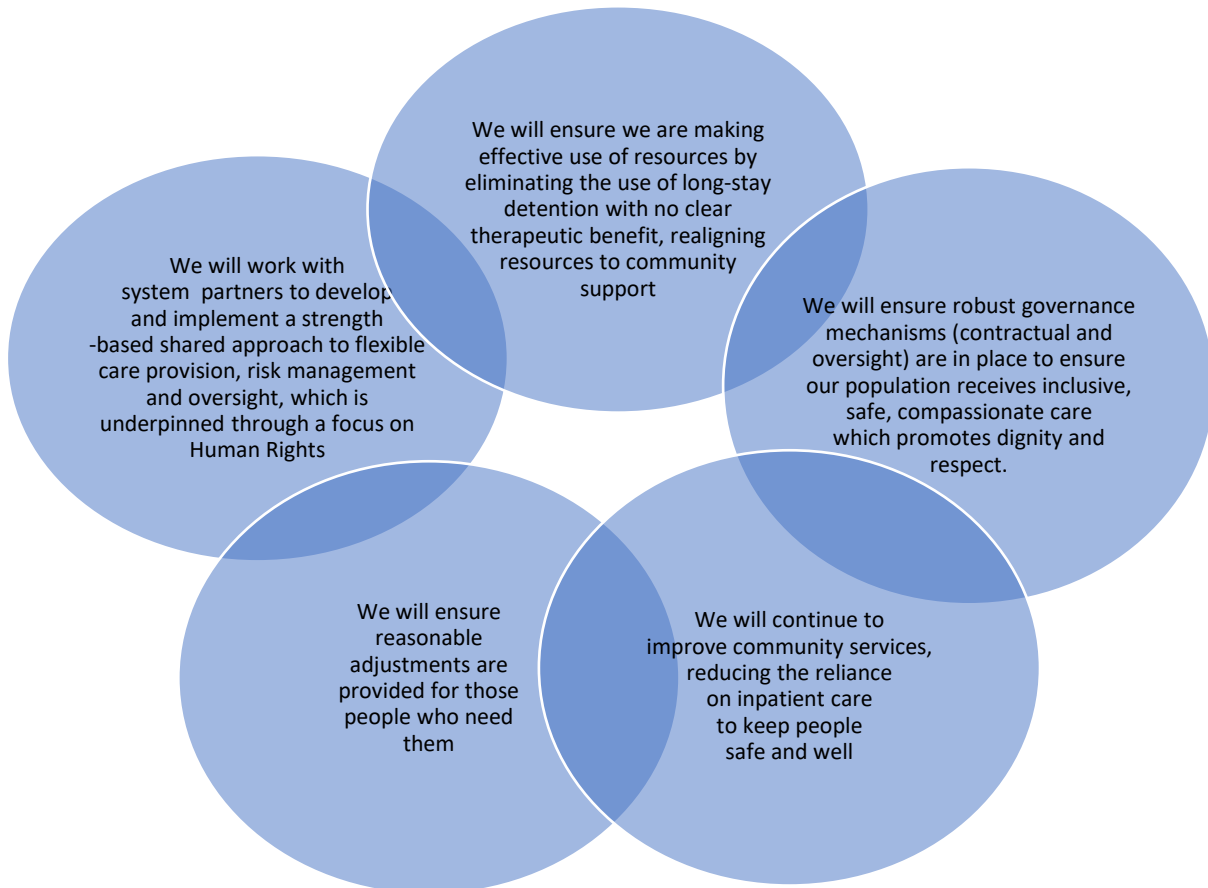 We will ensure we are making
effective use of resources by
eliminating the use of long-stay
detention with no clear
therapeutic benefit, realigning
resources to community
support
We will ensure robust governance
mechanisms (contractual and
oversight) are in place to ensure
our population receives inclusive,
safe, compassionate care
which promotes dignity and
respect.
We will continue to
improve community services,
reducing the reliance
on inpatient care
to keep people
safe and well
We will ensure
reasonable
adjustments are
provided for those
people who need
them
We will work with
system  partners to develop
and implement a strength
-based shared approach to flexible
care provision, risk management
and oversight, which is
underpinned through a focus on
Human Rights